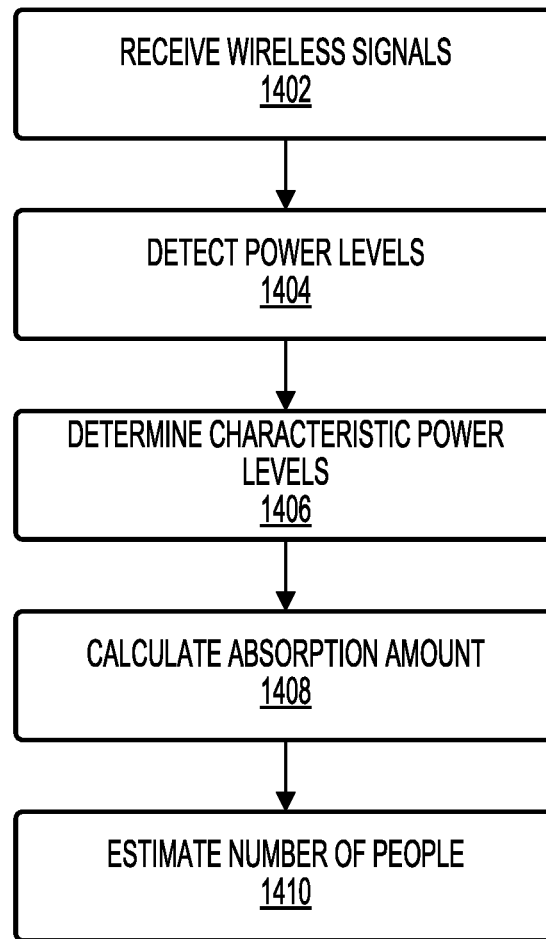 RECEIVE WIRELESS SIGNALS
1402
DETECT POWER LEVELS
1404
DETERMINE CHARACTERISTIC POWER
LEVELS
1406
CALCULATE ABSORPTION AMOUNT
1408
ESTIMATE NUMBER OF PEOPLE
1410